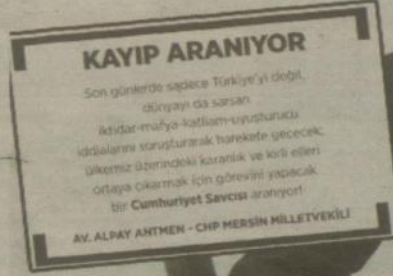 KAYIP ARANIYOR
Son günlerde sadece Türkiye'yi değil,
dünyayı da sarsan
iktidar-mafya-katliam-uyuşturucu
iddialarını soruşturarak harekete geçecek,
ülkemiz üzerindeki karanlık ve kirli elleri
ortaya çıkarmak için görevini yapacak
bir Cumhuriyet Savcısı aranıyor!
AV. ALPAY ANTMEN - CHP MERSİN MİLLETVEKİLİ